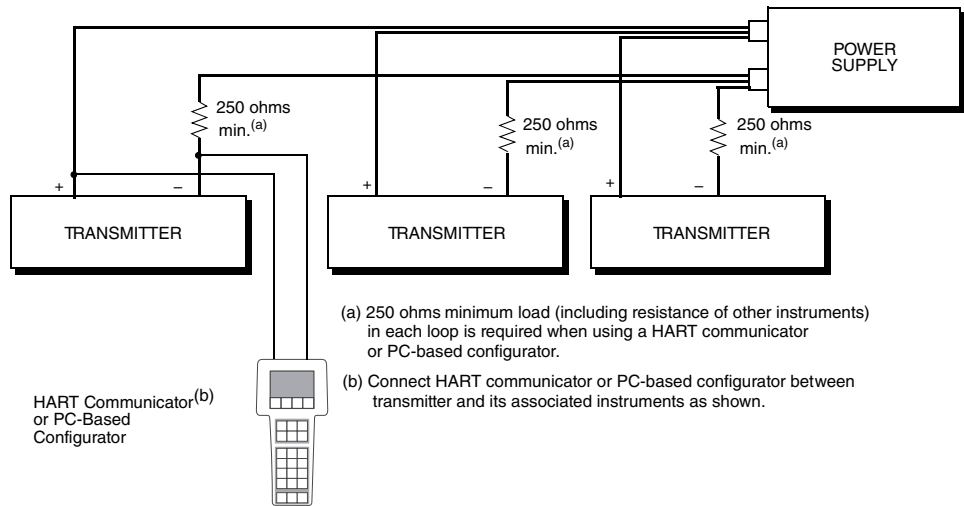 POWER
SUPPLY
250 ohms
min.(a)
250 ohms
min.(a)
250 ohms
min.(a)
+
–
+
–
+
–
TRANSMITTER
TRANSMITTER
TRANSMITTER
(a) 250 ohms minimum load (including resistance of other instruments)
in each loop is required when using a HART communicator
or PC-based configurator.
(b) Connect HART communicator or PC-based configurator between
transmitter and its associated instruments as shown.
HART Communicator(b)
or PC-Based
Configurator